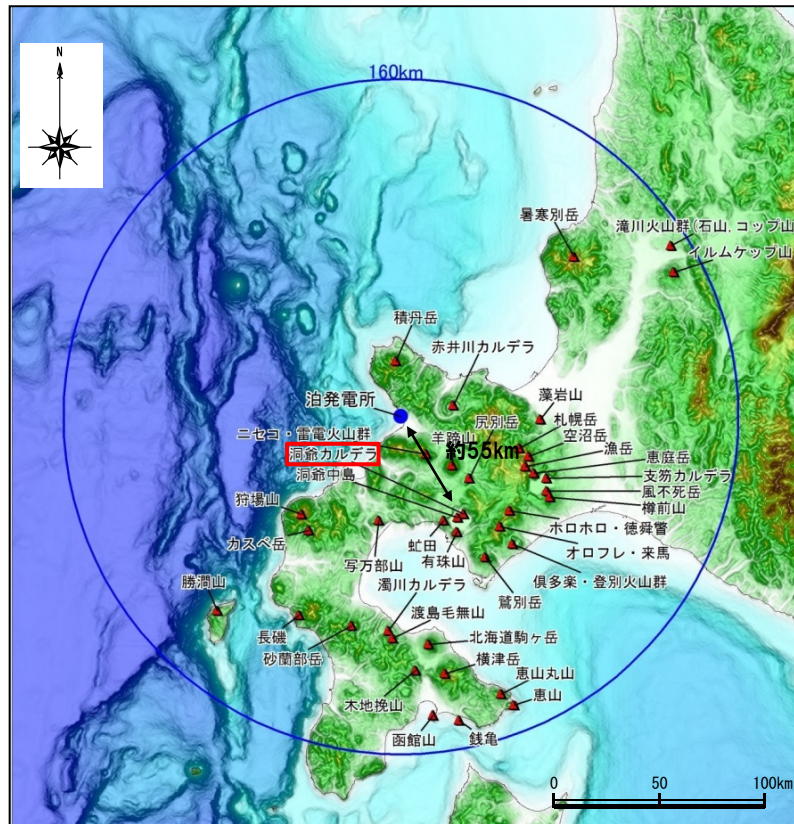 N
160km
暑寒別岳
滝川火山群(石山, コップ山
イルムケップ山
積丹岳
赤井川カルデラ
泊発電所
尻別岳
藻岩山
札幌岳
空沼岳
漁岳
ニセコ・雷電火山群
羊蹄山
約55km
洞爺カルデラ
洞爺中島
恵庭岳
支笏カルデラ
風不死岳
樽前山
狩場山
カスベ岳
写万部山
虻田
有珠山
ホロホロ・徳舜瞥
オロフレ・来馬
倶多楽・登別火山群
鷲別岳
濁川カルデラ
渡島毛無山
勝澗山
長磯
砂蘭部岳
北海道駒ヶ岳
横津岳
恵山丸山
恵山
木地挽山
函館山
銭亀
0 50 100km